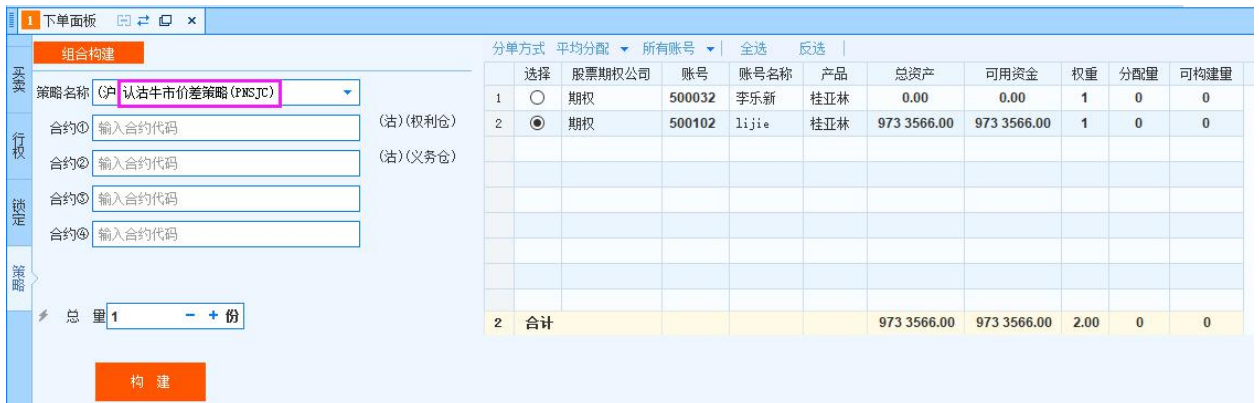 1 下单面板
组合构建
买卖
行权
锁定
策略
策略名称 (沪 认沽牛市价差策略(PNSJC)
合约① 输入合约代码 (沽)(权利仓)
合约② 输入合约代码 (沽)(义务仓)
合约③ 输入合约代码
合约④ 输入合约代码
总 量 1 - + 份
构 建
分单方式 平均分配 所有账号 全选 反选
选择 股票期权公司 账号 账号名称 产品 总资产 可用资金 权重 分配量 可构建量
1 期权 500032 李乐新 桂亚林 0.00 0.00 1 0 0
2 期权 500102 lijie 桂亚林 973 3566.00 973 3566.00 1 0 0
2 合计 973 3566.00 973 3566.00 2.00 0 0